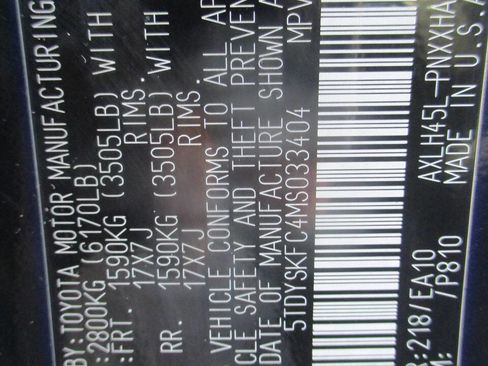 BY: TOYOTA MOTOR MANUFACTURING
:2800KG (6170LB)
:FRT. 1590KG (3505LB) WITH
17X7J RIMS.
RR. 1590KG (3505LB) WITH
17X7J RIMS.
VEHICLE CONFORMS TO ALL AP
CLE SAFETY AND THEFT PREVEN
DATE OF MANUFACTURE SHOWN A
5TDYSKFC4MS033404 MPV
AXLH45L-PNXXHA
MADE IN U.S.A
R:218/EA10
M: /P810